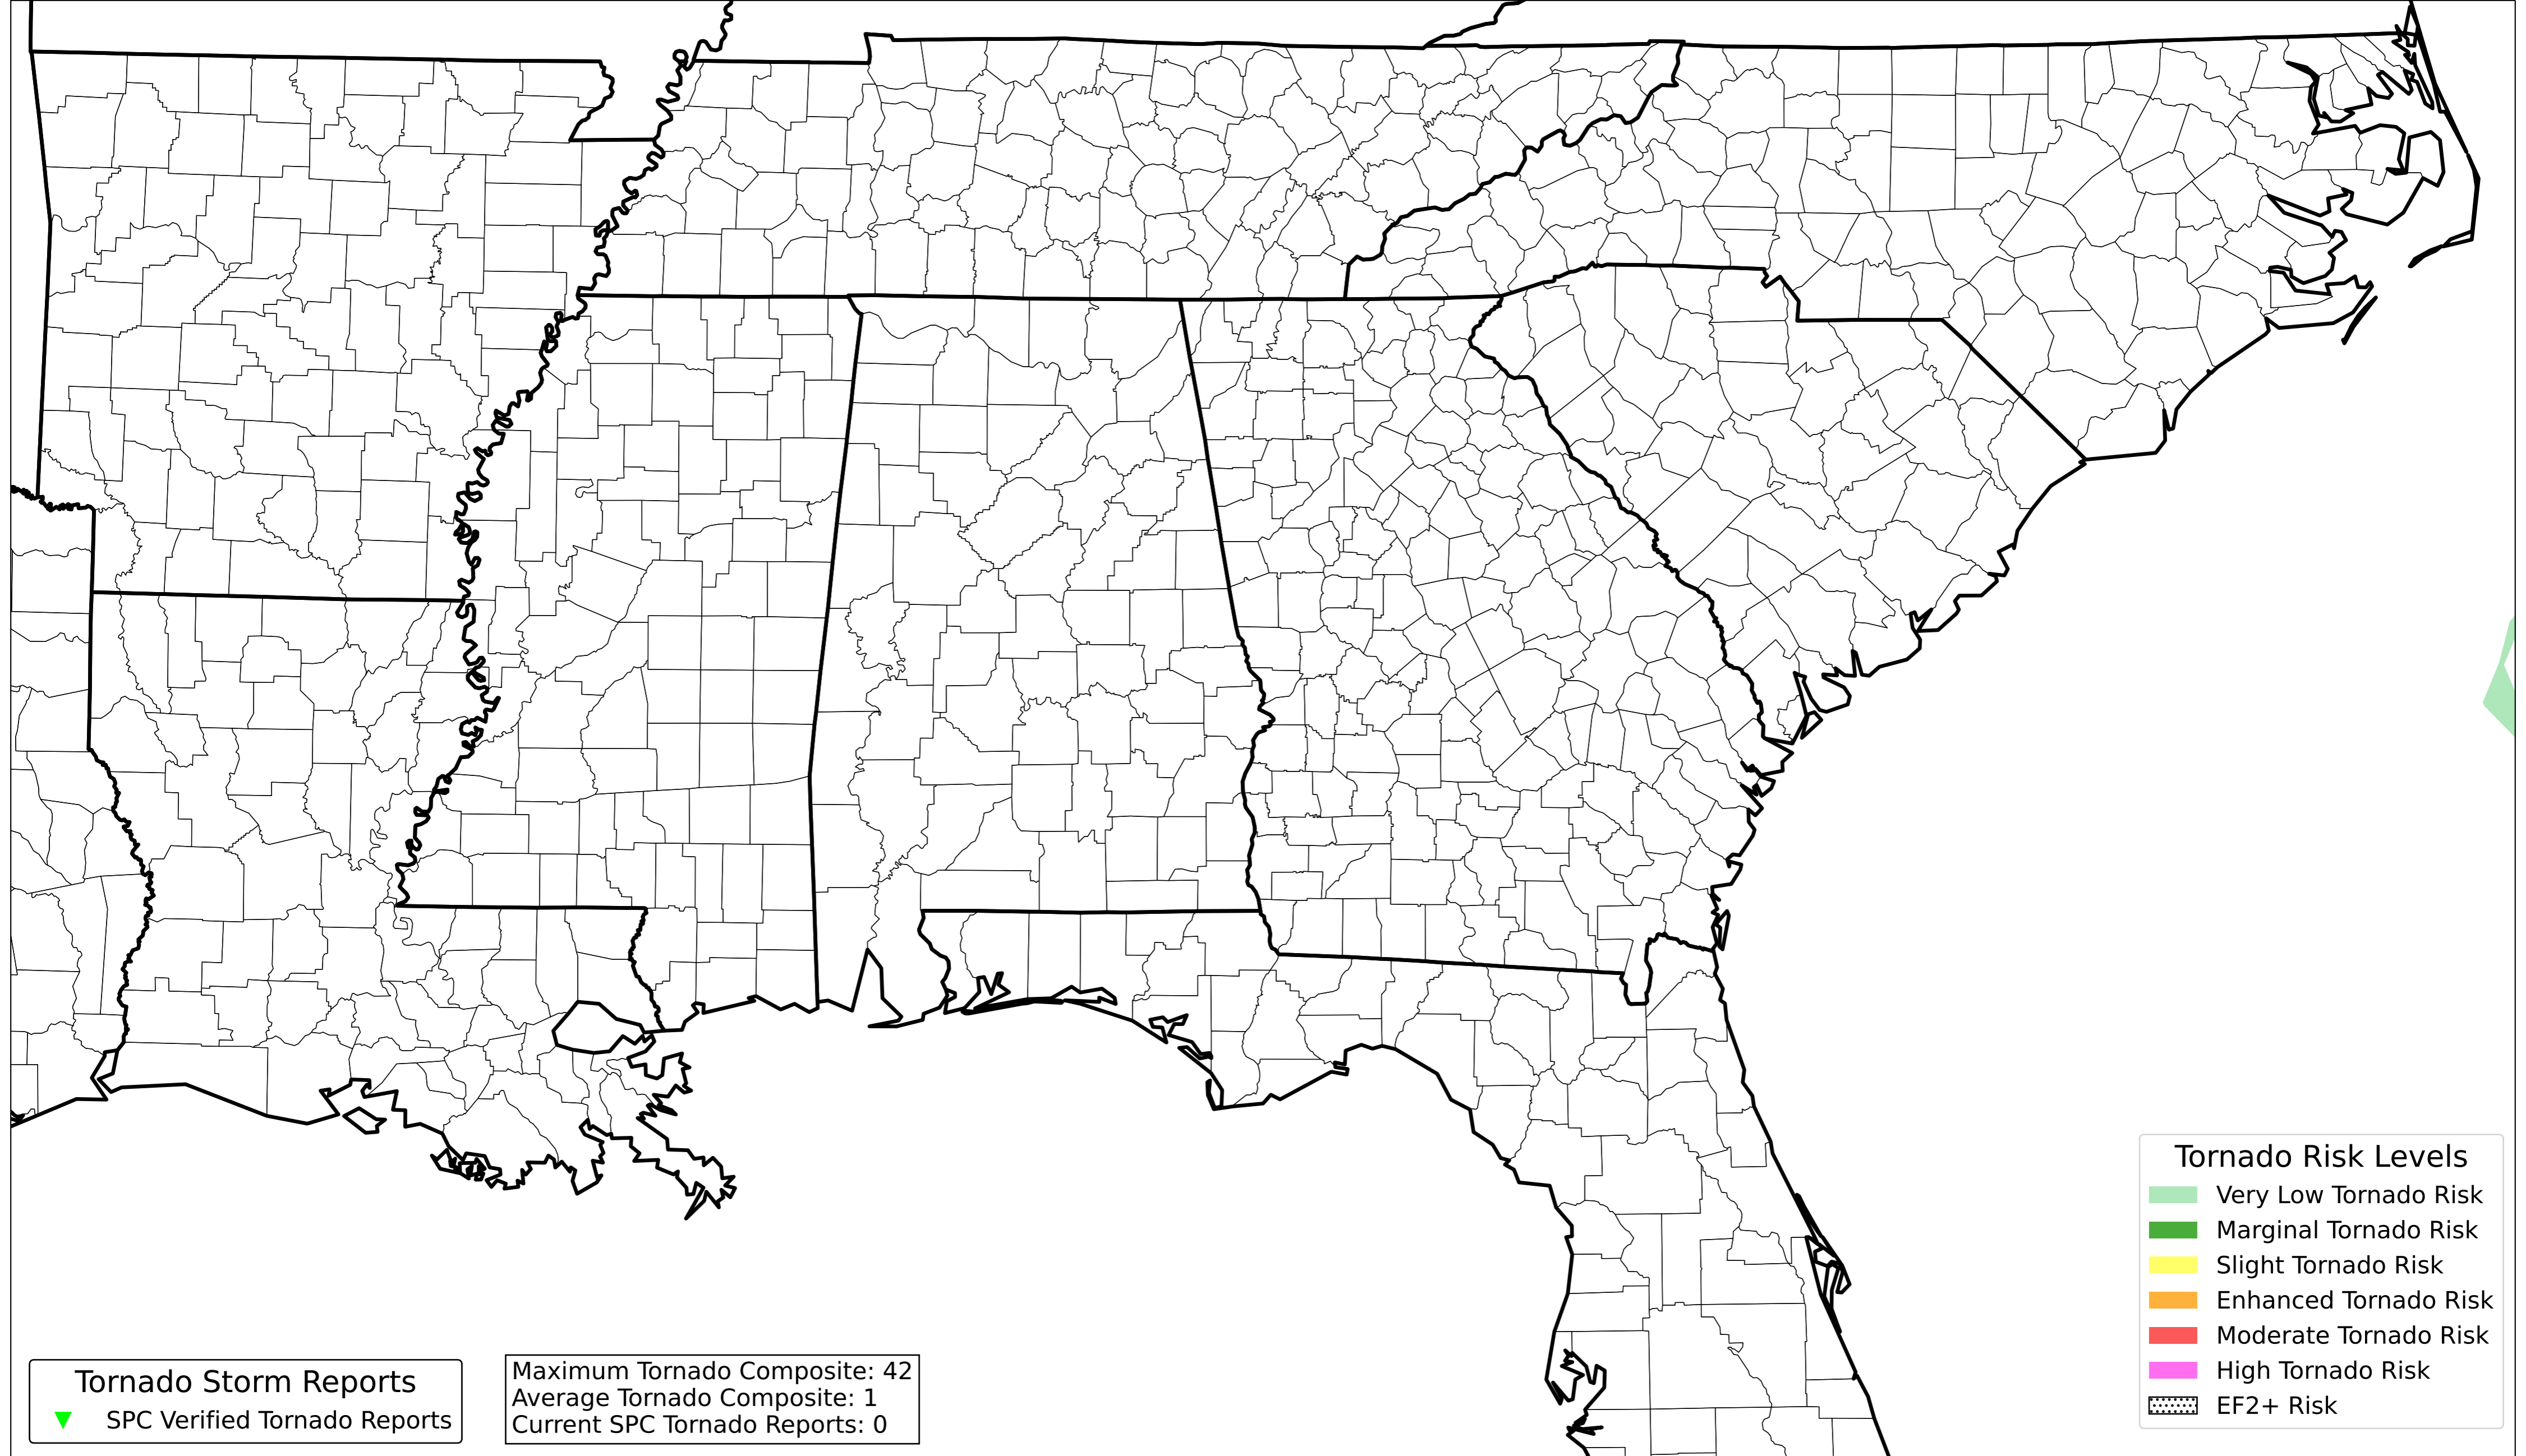 Tornado Risk Levels
Very Low Tornado Risk
Marginal Tornado Risk
Slight Tornado Risk
Enhanced Tornado Risk
Moderate Tornado Risk
High Tornado Risk
EF2+ Risk
Tornado Storm Reports
SPC Verified Tornado Reports
Maximum Tornado Composite: 42
Average Tornado Composite: 1
Current SPC Tornado Reports: 0